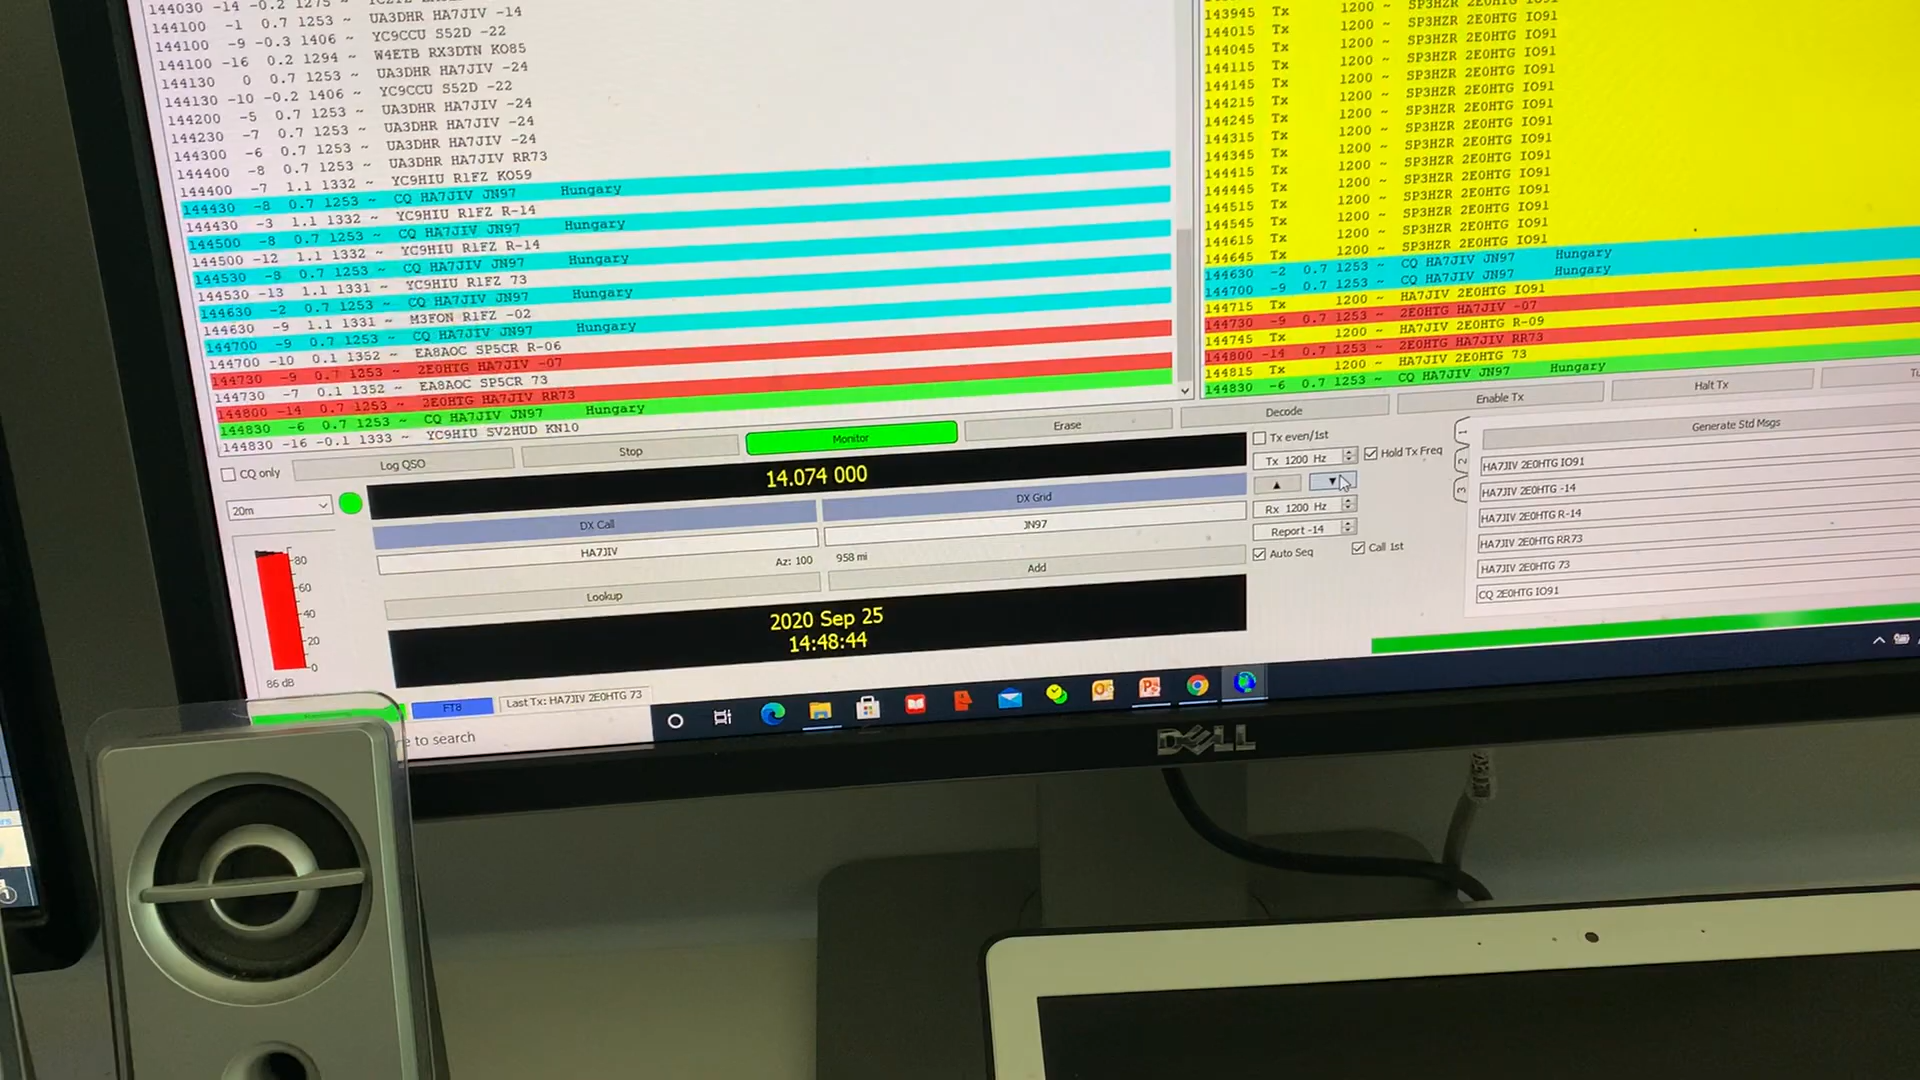 144100 -1 0.7 1253 ~ UA3DHR HA7JIV -14
144100 -9 -0.3 1406 ~ YC9CCU S52D -22
144100 -16 0.2 1294 ~ W4ETB RX3DTN KO85
144130 0 0.7 1253 ~ UA3DHR HA7JIV -24
144130 -10 -0.2 1406 ~ YC9CCU S52D -22
144200 -5 0.7 1253 ~ UA3DHR HA7JIV -24
144230 -7 0.7 1253 ~ UA3DHR HA7JIV -24
144300 -6 0.7 1253 ~ UA3DHR HA7JIV -24
144400 -8 0.7 1253 ~ UA3DHR HA7JIV RR73
144400 -7 1.1 1332 ~ YC9HIU R1FZ KO59
144430 -8 0.7 1253 ~ CQ HA7JIV JN97 Hungary
144430 -3 1.1 1332 ~ YC9HIU R1FZ R-14
144500 -8 0.7 1253 ~ CQ HA7JIV JN97 Hungary
144500 -12 1.1 1332 ~ YC9HIU R1FZ R-14
144530 -8 0.7 1253 ~ CQ HA7JIV JN97 Hungary
144530 -13 1.1 1331 ~ YC9HIU R1FZ 73
144630 -2 0.7 1253 ~ CQ HA7JIV JN97 Hungary
144630 -9 1.1 1331 ~ M3FON R1FZ -02
144700 -9 0.7 1253 ~ CQ HA7JIV JN97 Hungary
144700 -10 0.1 1352 ~ EA8AOC SP5CR R-06
144730 -9 0.7 1253 ~ 2E0HTG HA7JIV -07
144730 -7 0.1 1352 ~ EA8AOC SP5CR 73
144800 -14 0.7 1253 ~ 2E0HTG HA7JIV RR73
144830 -6 0.7 1253 ~ CQ HA7JIV JN97 Hungary
144830 -16 -0.1 1333 ~ YC9HIU SV2HUD KN10
143945 Tx 1200 ~ SP3HZR 2E0HTG IO91
144015 Tx 1200 ~ SP3HZR 2E0HTG IO91
144045 Tx 1200 ~ SP3HZR 2E0HTG IO91
144115 Tx 1200 ~ SP3HZR 2E0HTG IO91
144145 Tx 1200 ~ SP3HZR 2E0HTG IO91
144215 Tx 1200 ~ SP3HZR 2E0HTG IO91
144245 Tx 1200 ~ SP3HZR 2E0HTG IO91
144315 Tx 1200 ~ SP3HZR 2E0HTG IO91
144345 Tx 1200 ~ SP3HZR 2E0HTG IO91
144415 Tx 1200 ~ SP3HZR 2E0HTG IO91
144445 Tx 1200 ~ SP3HZR 2E0HTG IO91
144515 Tx 1200 ~ SP3HZR 2E0HTG IO91
144545 Tx 1200 ~ SP3HZR 2E0HTG IO91
144615 Tx 1200 ~ SP3HZR 2E0HTG IO91
144645 Tx 1200 ~ SP3HZR 2E0HTG IO91
144630 -2 0.7 1253 ~ CQ HA7JIV JN97 Hungary
144700 -9 0.7 1253 ~ CQ HA7JIV JN97 Hungary
144715 Tx 1200 ~ HA7JIV 2E0HTG IO91
144730 -9 0.7 1253 ~ 2E0HTG HA7JIV -07
144745 Tx 1200 ~ HA7JIV 2E0HTG R-09
144800 -14 0.7 1253 ~ 2E0HTG HA7JIV RR73
144815 Tx 1200 ~ HA7JIV 2E0HTG 73
144830 -6 0.7 1253 ~ CQ HA7JIV JN97 Hungary
CQ only
Log QSO
Stop
Monitor
Erase
Decode
Enable Tx
Halt Tx
20m
14.074 000
DX Call
DX Grid
HA7JIV
JN97
Az: 100
958 mi
Lookup
Add
2020 Sep 25
14:48:44
80
60
40
20
0
86 dB
Tx even/1st
Tx 1200 Hz
Hold Tx Freq
Rx 1200 Hz
Report -14
Auto Seq
Call 1st
1
2
3
Generate Std Msgs
HA7JIV 2E0HTG IO91
HA7JIV 2E0HTG -14
HA7JIV 2E0HTG R-14
HA7JIV 2E0HTG RR73
HA7JIV 2E0HTG 73
CQ 2E0HTG IO91
FT8
Last Tx: HA7JIV 2E0HTG 73
to search
DELL